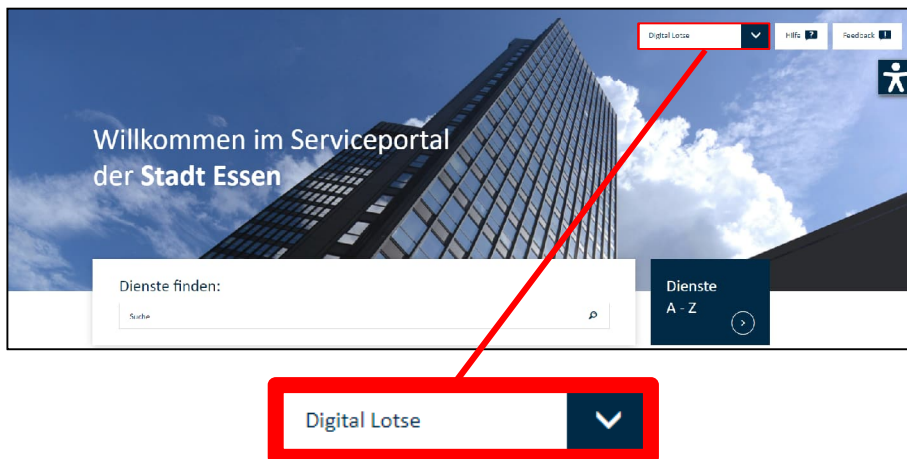 Digital Lotse
Hilfe ?
Feedback !
Willkommen im Serviceportal
der Stadt Essen
Dienste finden:
Suche
Dienste
A - Z
Digital Lotse